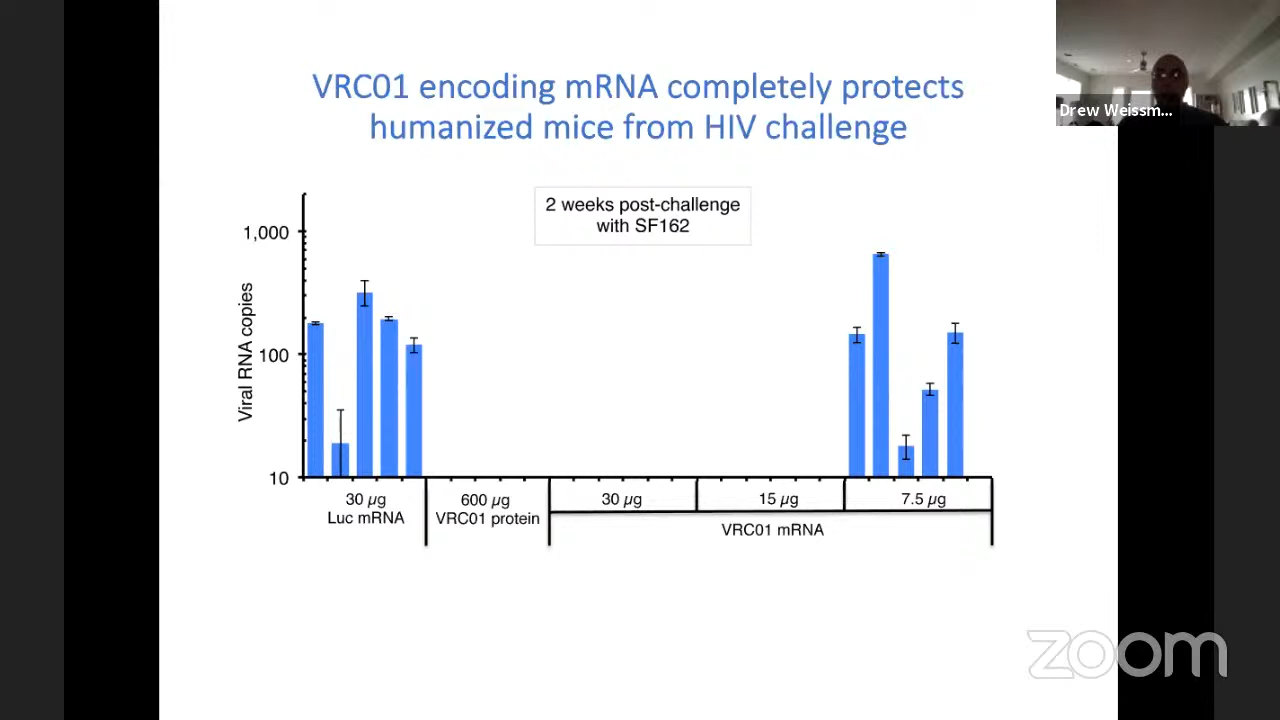 VRC01 encoding mRNA completely protects
humanized mice from HIV challenge
Drew Weissm...
2 weeks post-challenge
with SF162
Viral RNA copies
1,000
100
10
30 µg
Luc mRNA
600 µg
VRC01 protein
30 µg
15 µg
7.5 µg
VRC01 mRNA
zoom